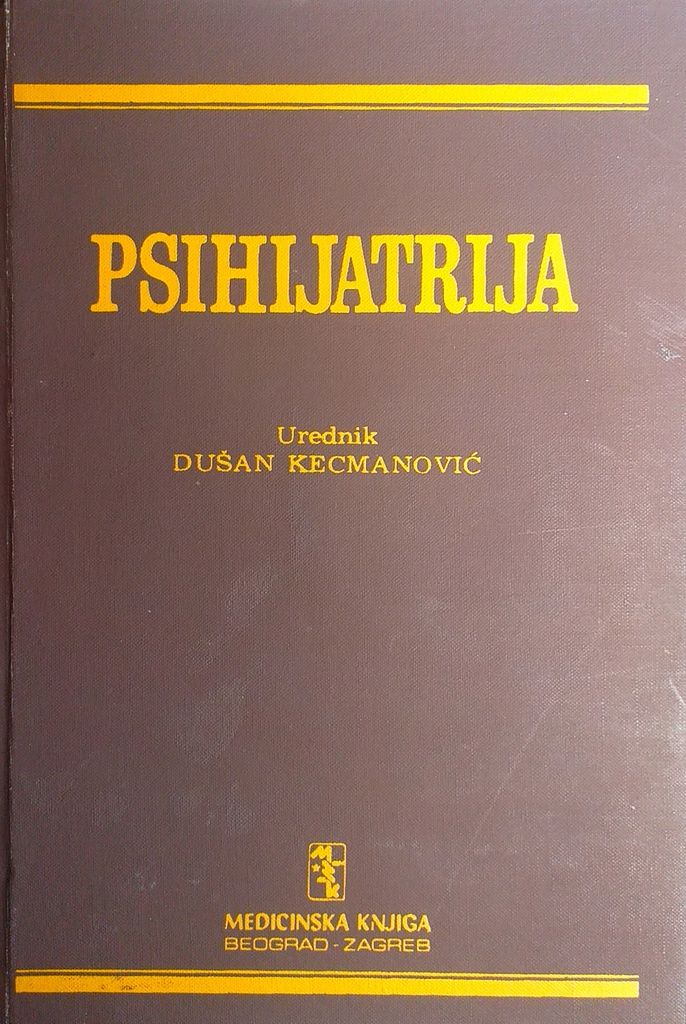 PSIHIJATRIJA
Urednik
DUŠAN KECMANOVIĆ
M
K
MEDICINSKA KNJIGA
BEOGRAD - ZAGREB